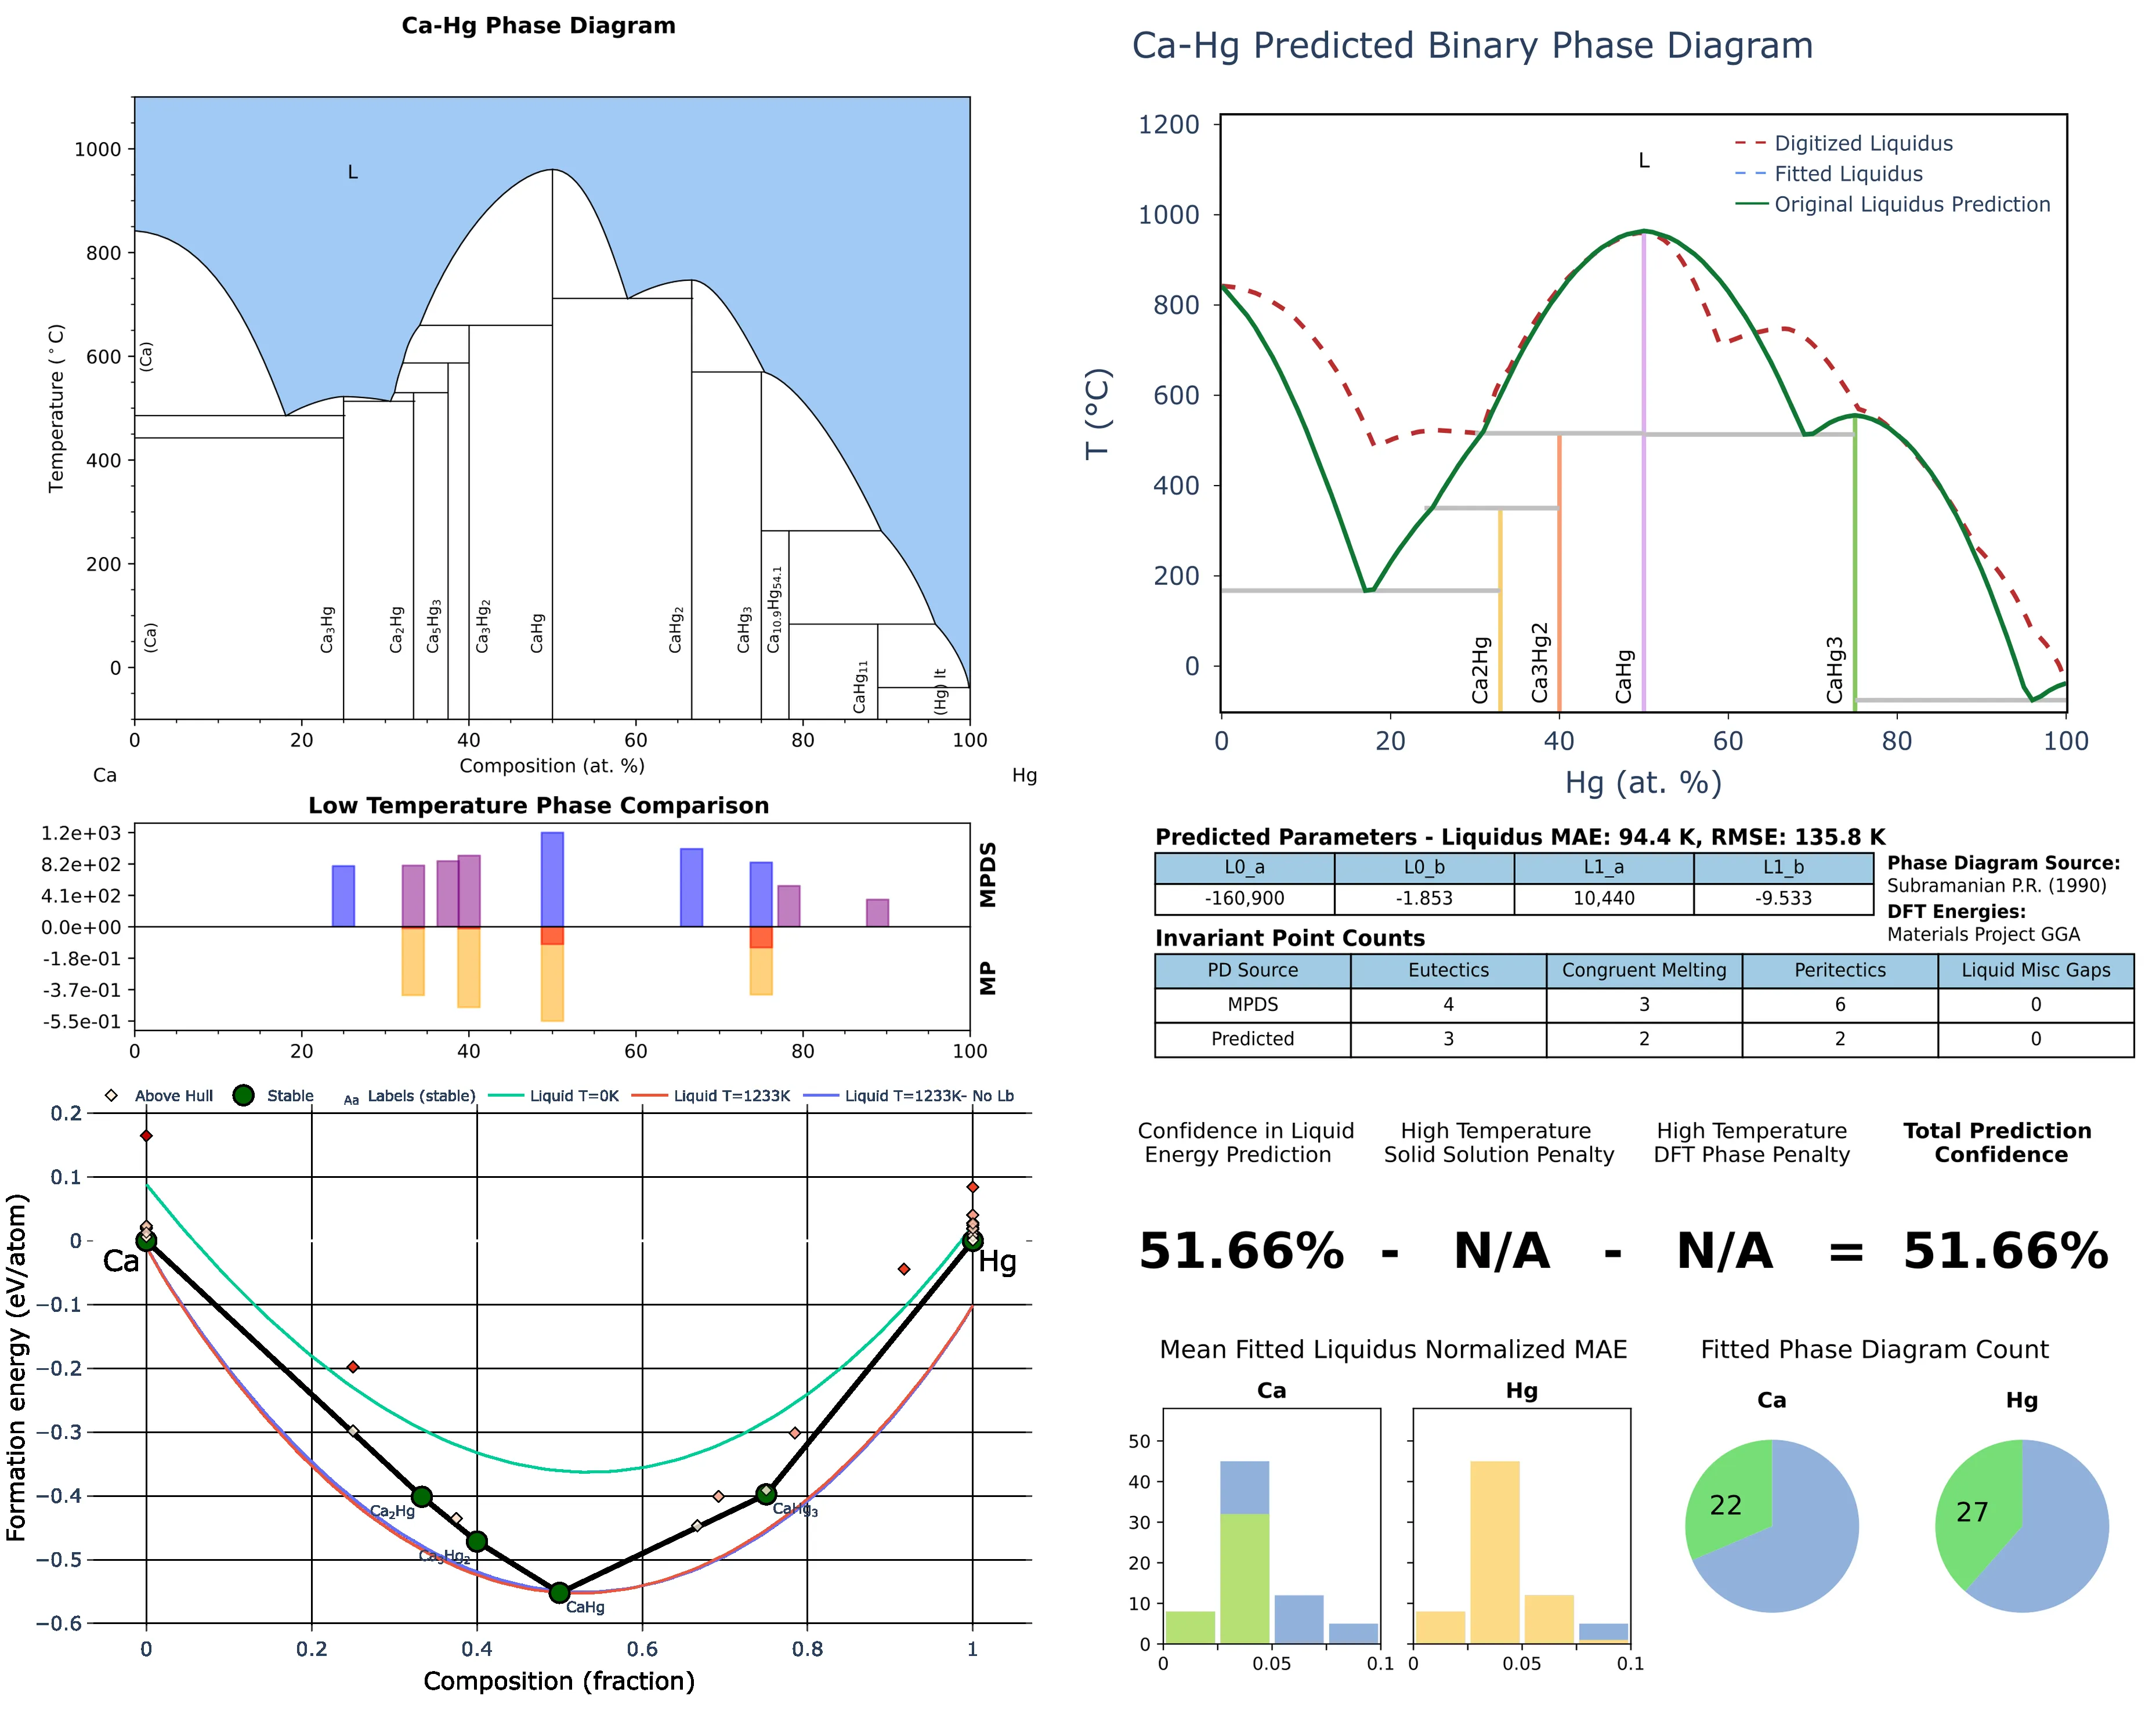 Ca-Hg Phase Diagram
1000
800
600
400
200
0
Temperature (°C)
L
(Ca)
(Ca)
Ca3Hg
Ca2Hg
Ca5Hg3
Ca3Hg2
CaHg
CaHg2
CaHg3
Ca10.9Hg54.1
CaHg11
(Hg) lt
0 20 40 60 80 100
Composition (at. %)
Ca Hg
Ca-Hg Predicted Binary Phase Diagram
1200
1000
800
600
400
200
0
T (°C)
L
Digitized Liquidus
Fitted Liquidus
Original Liquidus Prediction
Ca2Hg
Ca3Hg2
CaHg
CaHg3
0 20 40 60 80 100
Hg (at. %)
Low Temperature Phase Comparison
1.2e+03
8.2e+02
4.1e+02
0.0e+00
-1.8e-01
-3.7e-01
-5.5e-01
MPDS
MP
0 20 40 60 80 100
Predicted Parameters - Liquidus MAE: 94.4 K, RMSE: 135.8 K
L0_a L0_b L1_a L1_b
-160,900 -1.853 10,440 -9.533
Phase Diagram Source:
Subramanian P.R. (1990)
DFT Energies:
Materials Project GGA
Invariant Point Counts
PD Source Eutectics Congruent Melting Peritectics Liquid Misc Gaps
MPDS 4 3 6 0
Predicted 3 2 2 0
Above Hull Stable Aa Labels (stable) Liquid T=0K Liquid T=1233K Liquid T=1233K- No Lb
0.2
0.1
0
−0.1
−0.2
−0.3
−0.4
−0.5
−0.6
Formation energy (eV/atom)
Ca
Hg
Ca2Hg
Ca3Hg2
CaHg
CaHg3
0 0.2 0.4 0.6 0.8 1
Composition (fraction)
Confidence in Liquid
Energy Prediction
High Temperature
Solid Solution Penalty
High Temperature
DFT Phase Penalty
Total Prediction
Confidence
51.66% - N/A - N/A = 51.66%
Mean Fitted Liquidus Normalized MAE
Ca
Hg
50
40
30
20
10
0
0 0.05 0.1
0 0.05 0.1
Fitted Phase Diagram Count
Ca
Hg
22
27